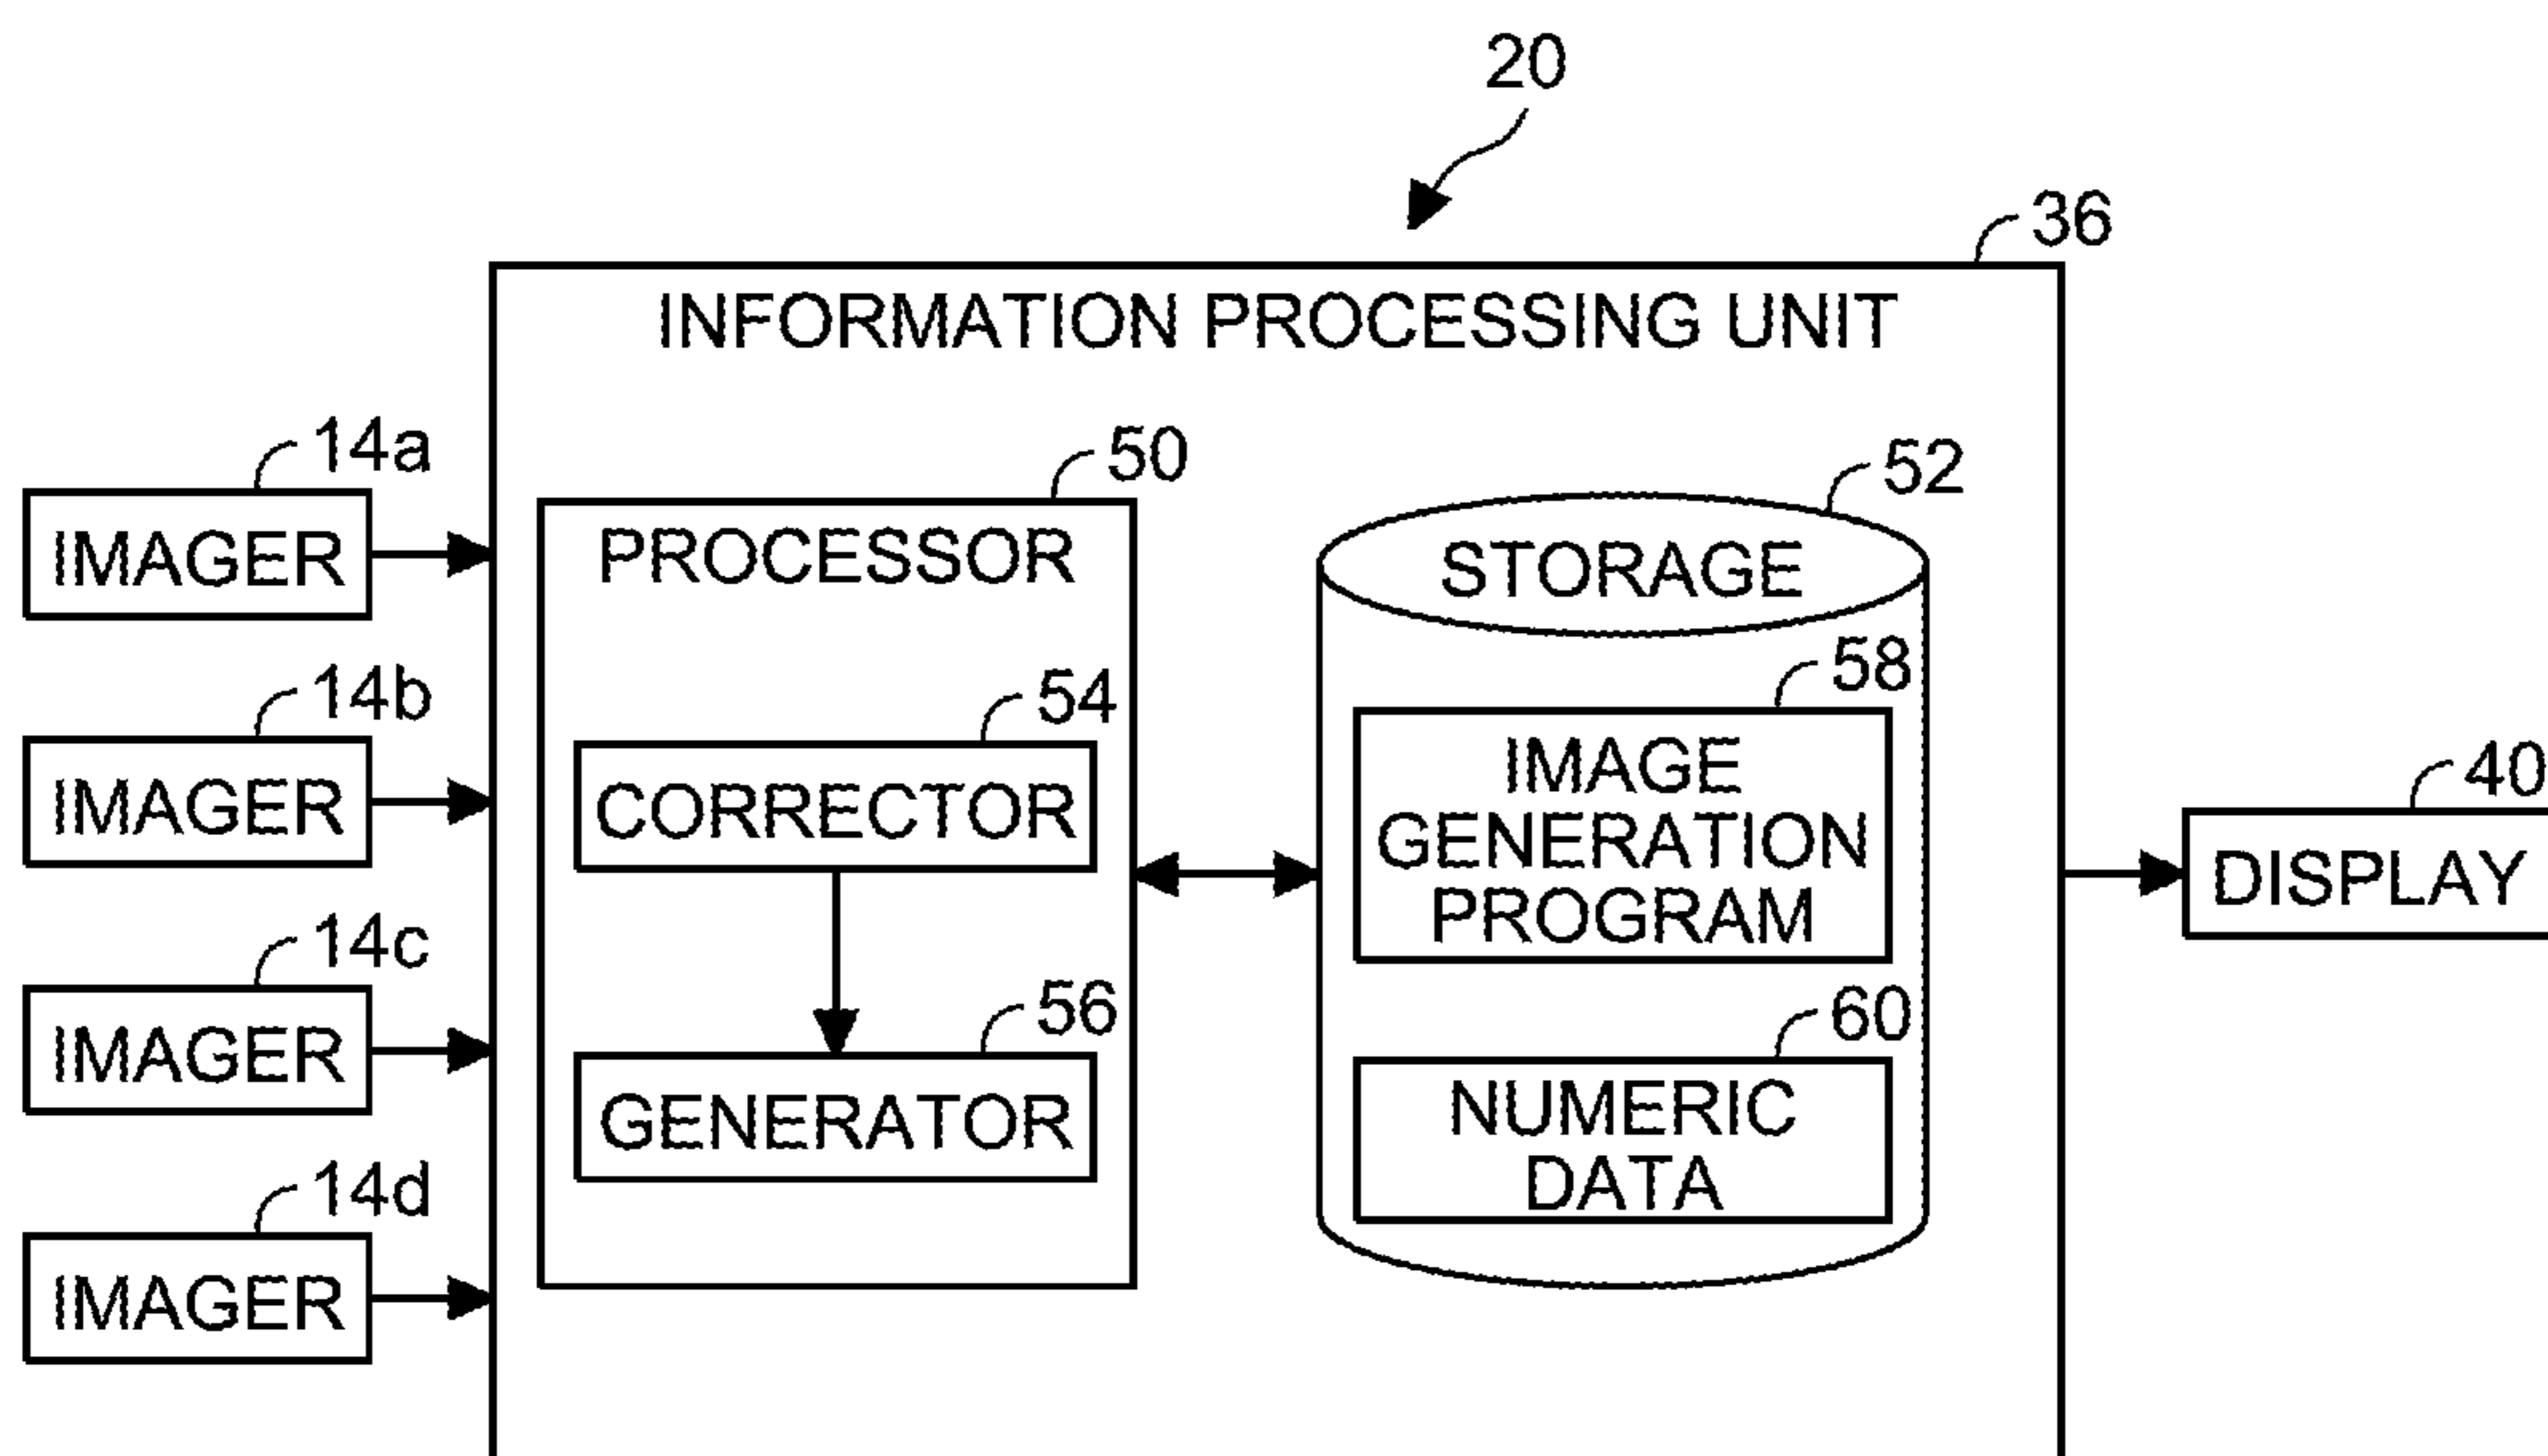 20
36
INFORMATION PROCESSING UNIT
14a
IMAGER
14b
IMAGER
14c
IMAGER
14d
IMAGER
50
PROCESSOR
54
CORRECTOR
56
GENERATOR
52
STORAGE
58
IMAGE
GENERATION
PROGRAM
60
NUMERIC
DATA
40
DISPLAY